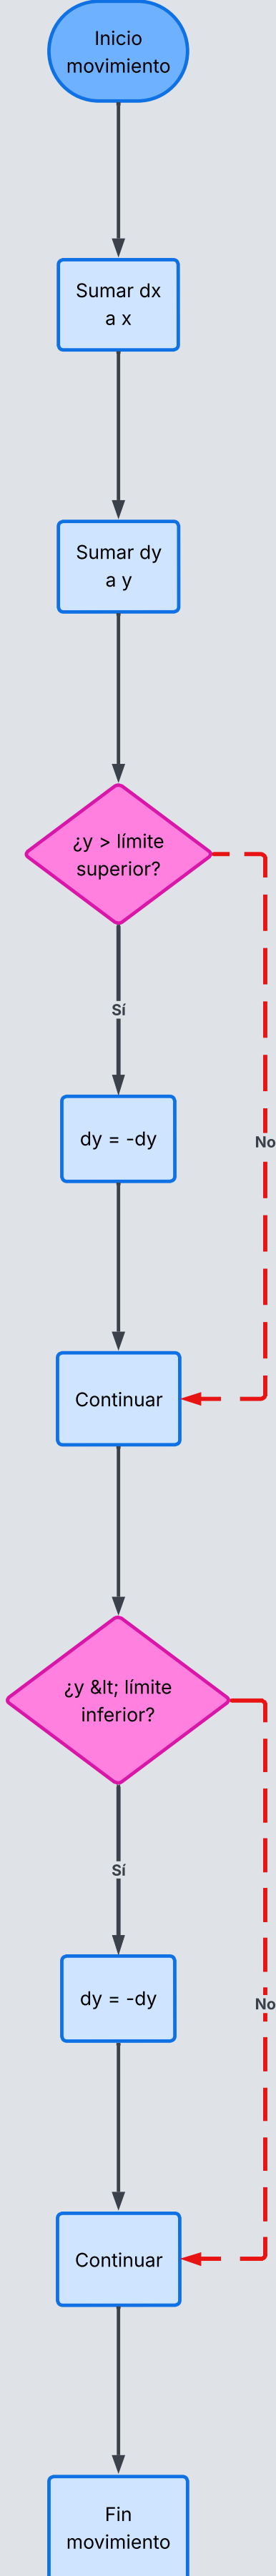 Inicio
movimiento
Sumar dx
a x
Sumar dy
a y
¿y > límite
superior?
Sí
dy = -dy
No
Continuar
¿y &lt; límite
inferior?
Sí
dy = -dy
No
Continuar
Fin
movimiento